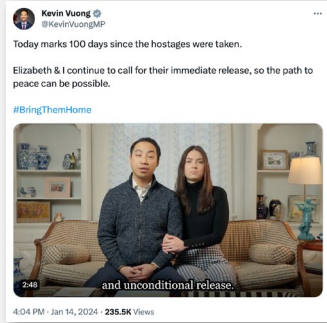 Kevin Vuong
@KevinVuongMP
Today marks 100 days since the hostages were taken.
Elizabeth & I continue to call for their immediate release, so the path to
peace can be possible.
#BringThemHome
2:48
and unconditional release.
4:04 PM · Jan 14, 2024 · 235.5K Views